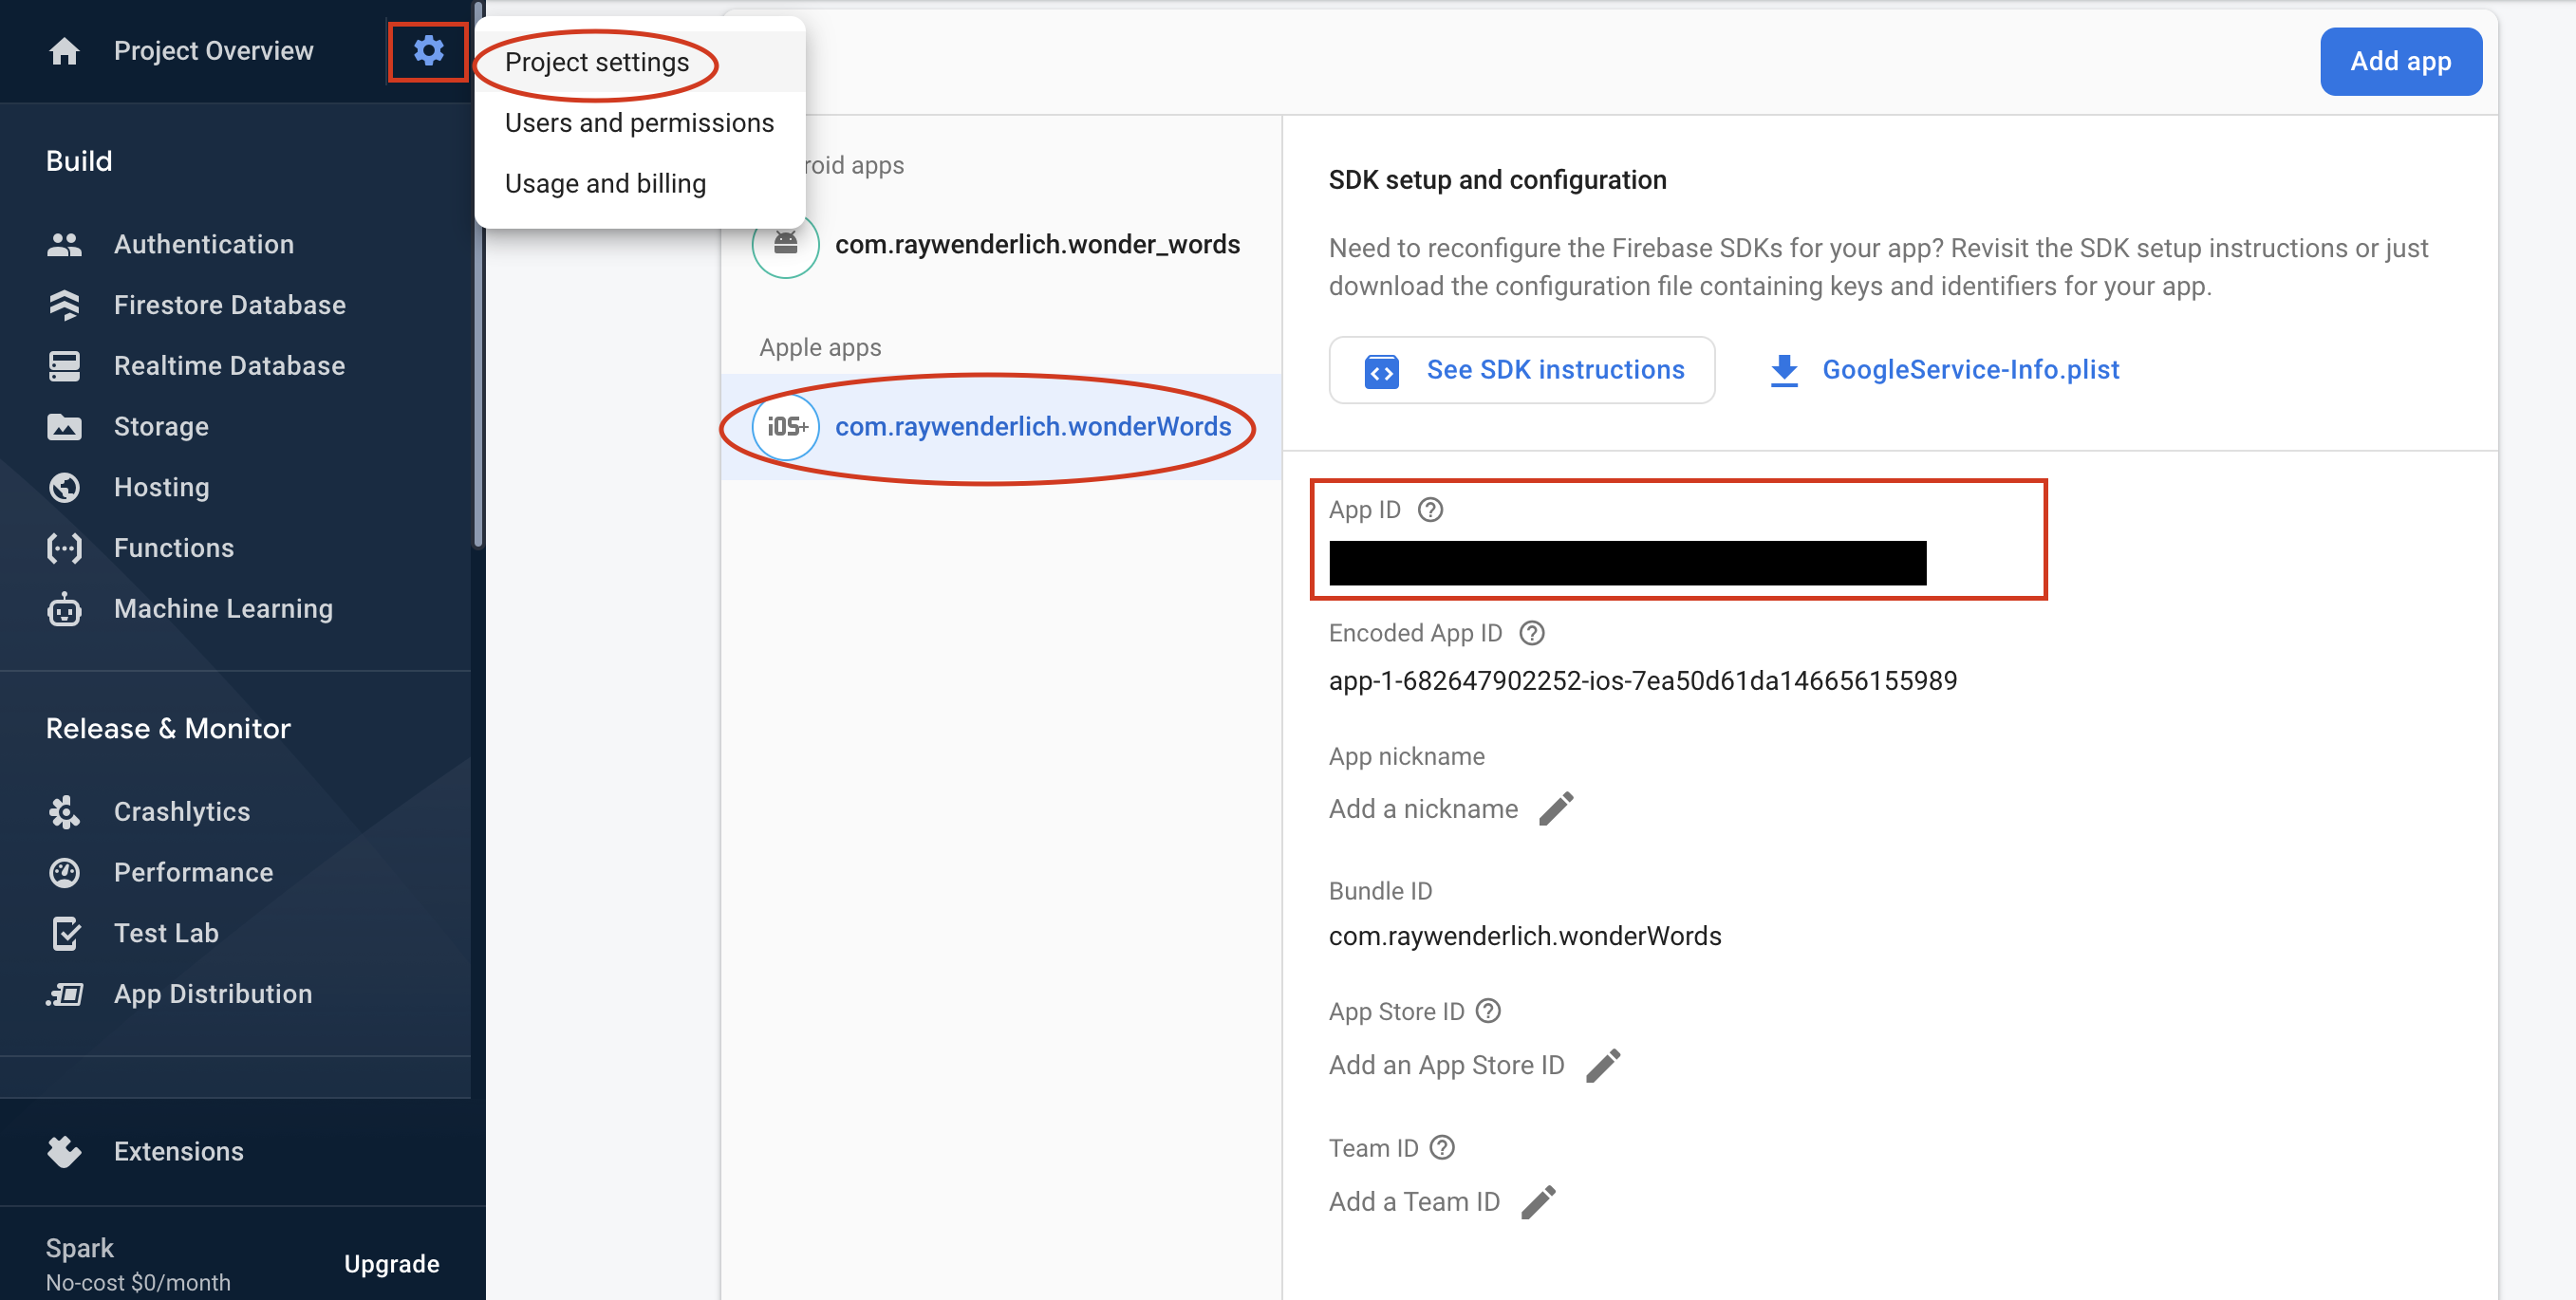 Project Overview
Build
Authentication
Firestore Database
Realtime Database
Storage
Hosting
Functions
Machine Learning
Release & Monitor
Crashlytics
Performance
Test Lab
App Distribution
Extensions
Spark
No-cost $0/month
Upgrade
Project settings
Users and permissions
Usage and billing
roid apps
com.raywenderlich.wonder_words
Apple apps
iOS+
com.raywenderlich.wonderWords
Add app
SDK setup and configuration
Need to reconfigure the Firebase SDKs for your app? Revisit the SDK setup instructions or just
download the configuration file containing keys and identifiers for your app.
See SDK instructions
GoogleService-Info.plist
App ID
Encoded App ID
app-1-682647902252-ios-7ea50d61da146656155989
App nickname
Add a nickname
Bundle ID
com.raywenderlich.wonderWords
App Store ID
Add an App Store ID
Team ID
Add a Team ID